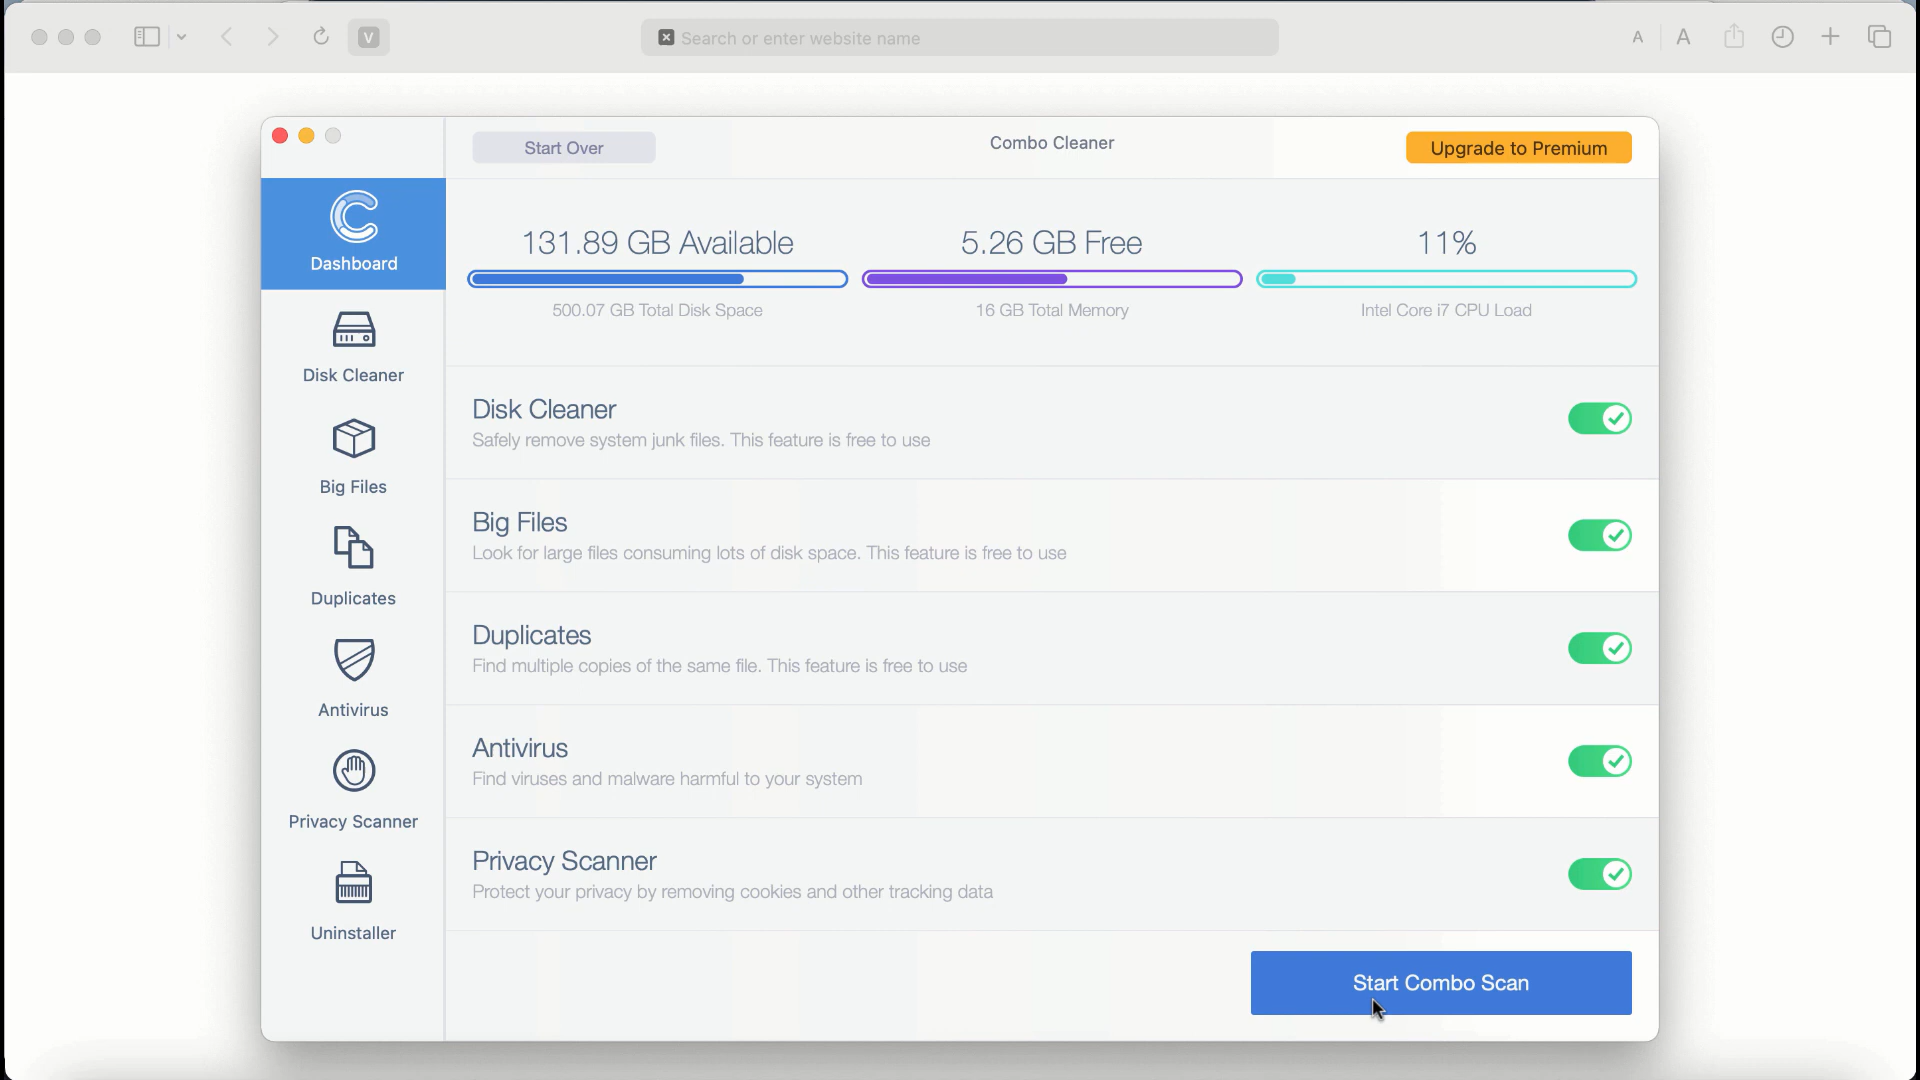 V
Search or enter website name
A A
Start Over
Combo Cleaner
Upgrade to Premium
Dashboard
Disk Cleaner
Big Files
Duplicates
Antivirus
Privacy Scanner
Uninstaller
131.89 GB Available
500.07 GB Total Disk Space
5.26 GB Free
16 GB Total Memory
11%
Intel Core i7 CPU Load
Disk Cleaner
Safely remove system junk files. This feature is free to use
Big Files
Look for large files consuming lots of disk space. This feature is free to use
Duplicates
Find multiple copies of the same file. This feature is free to use
Antivirus
Find viruses and malware harmful to your system
Privacy Scanner
Protect your privacy by removing cookies and other tracking data
Start Combo Scan